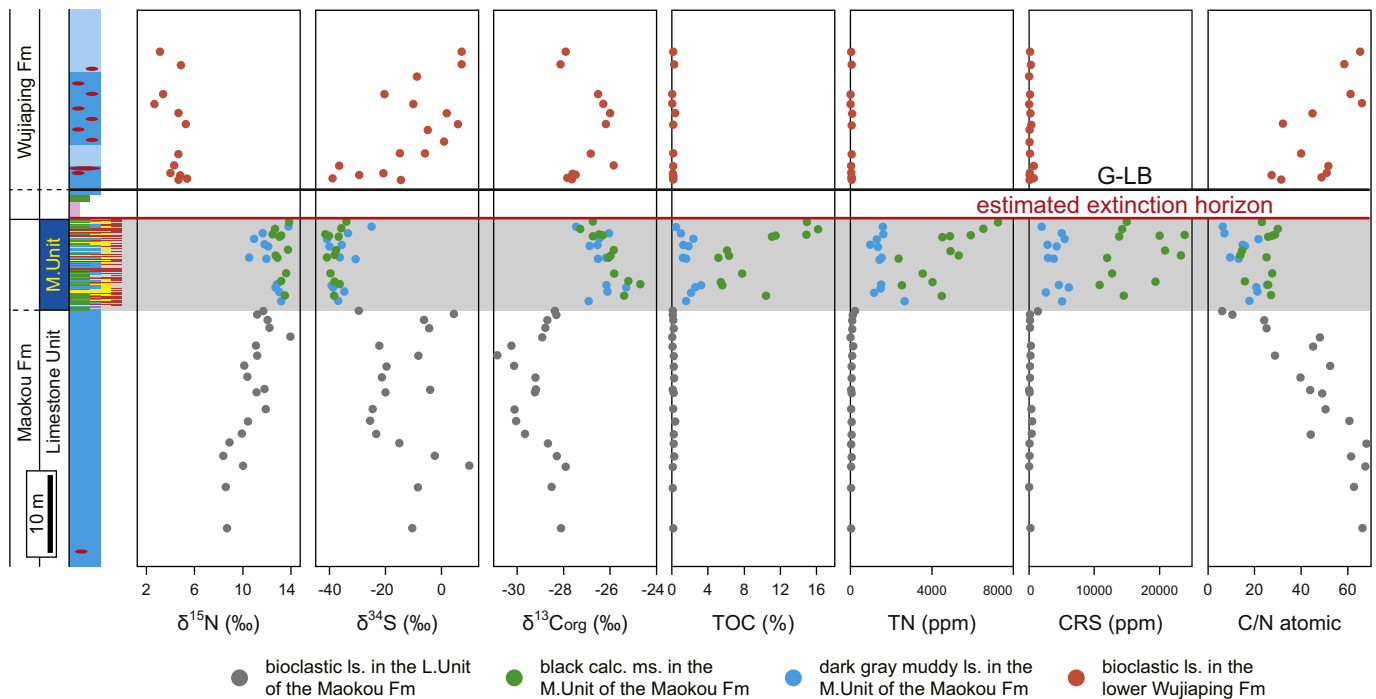 Wujiaping Fm
G-LB
estimated extinction horizon
M.Unit
Maokou Fm
Limestone Unit
10 m
2 6 10 14
-40 -20 0
-30 -28 -26 -24
0 4 8 12 16
0 4000 8000
0 10000 20000
0 20 40 60
δ15N (‰)
δ34S (‰)
δ13Corg (‰)
TOC (%)
TN (ppm)
CRS (ppm)
C/N atomic
bioclastic ls. in the L.Unit
of the Maokou Fm
black calc. ms. in the
M.Unit of the Maokou Fm
dark gray muddy ls. in the
M.Unit of the Maokou Fm
bioclastic ls. in the
lower Wujiaping Fm